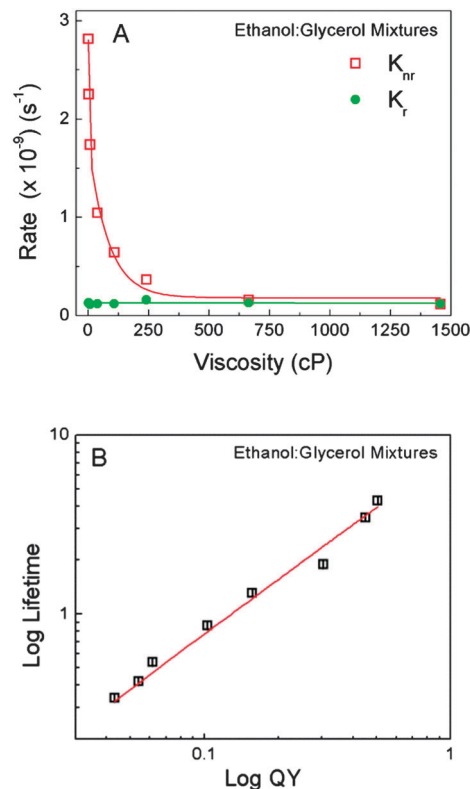 A
Ethanol:Glycerol Mixtures
K_nr
K_r
Rate (x 10^-9) (s^-1)
3
2
1
0
0 250 500 750 1000 1250 1500
Viscosity (cP)
B
Ethanol:Glycerol Mixtures
Log Lifetime
10
1
0.1 1
Log QY